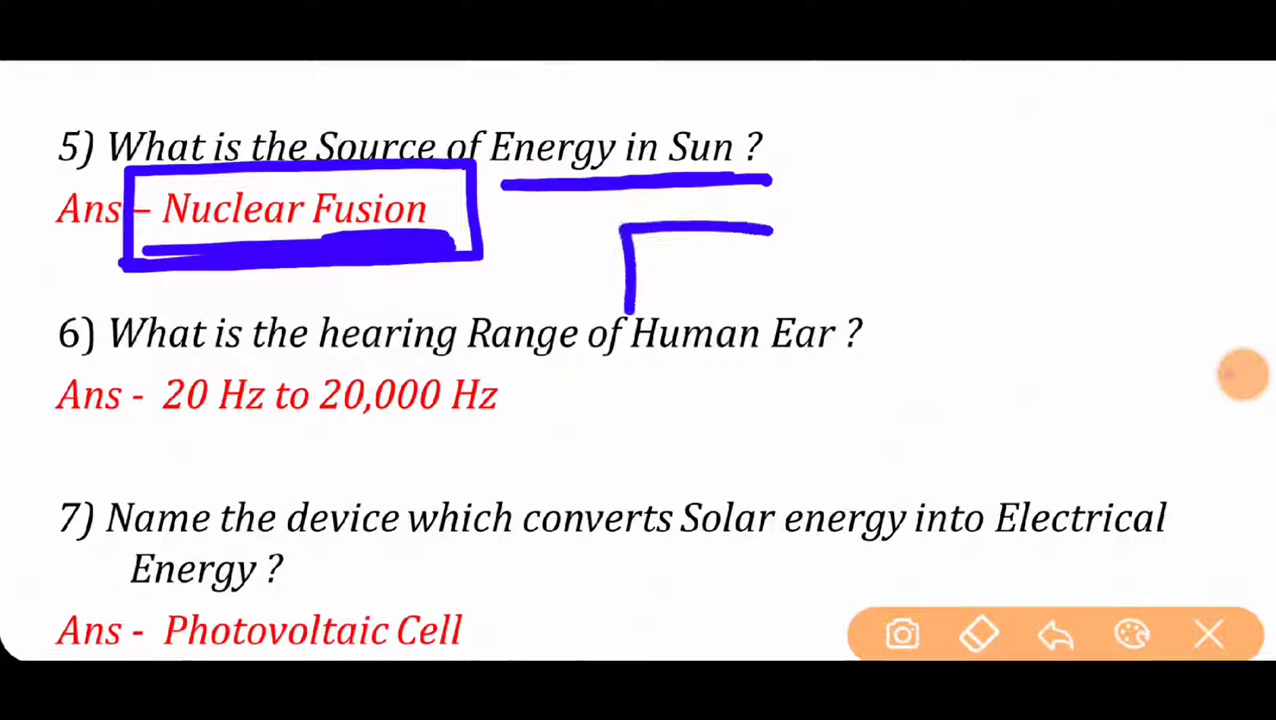 5) What is the Source of Energy in Sun ?
Ans – Nuclear Fusion
6) What is the hearing Range of Human Ear ?
Ans - 20 Hz to 20,000 Hz
7) Name the device which converts Solar energy into Electrical
Energy ?
Ans - Photovoltaic Cell